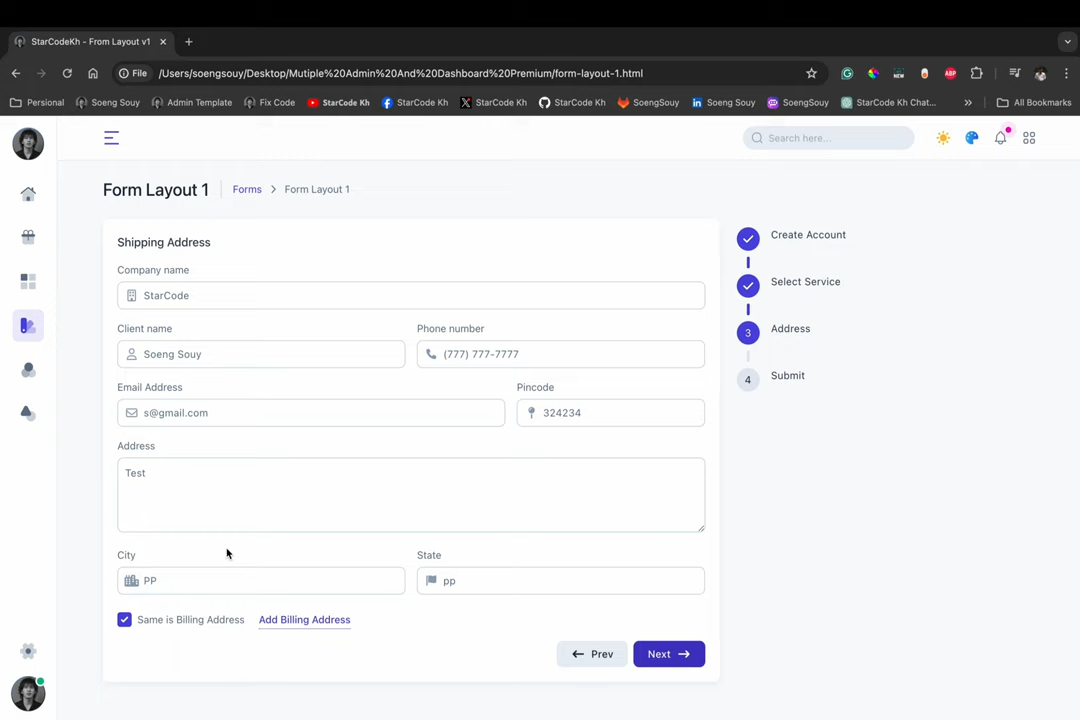 StarCodeKh - From Layout v1
File /Users/soengsouy/Desktop/Mutiple%20Admin%20And%20Dashboard%20Premium/form-layout-1.html
NEW
ABP
Personal Soeng Souy Admin Template Fix Code StarCode Kh StarCode Kh StarCode Kh StarCode Kh SoengSouy Soeng Souy SoengSouy StarCode Kh Chat... » All Bookmarks
Search here...
Form Layout 1 Forms > Form Layout 1
Shipping Address
Company name
StarCode
Client name Phone number
Soeng Souy (777) 777-7777
Email Address Pincode
s@gmail.com 324234
Address
Test
City State
PP pp
Same is Billing Address Add Billing Address
← Prev Next →
Create Account
Select Service
3 Address
4 Submit